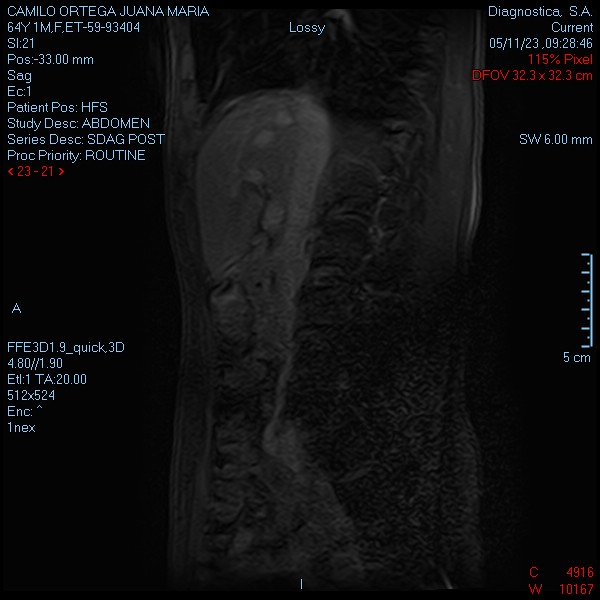 CAMILO ORTEGA JUANA MARIA
64Y 1M,F,ET-59-93404
Sl:21
Pos:-33.00 mm
Sag
Ec:1
Patient Pos: HFS
Study Desc: ABDOMEN
Series Desc: SDAG POST
Proc Priority: ROUTINE
< 23 - 21 >
Lossy
Diagnostica, S.A.
Current
05/11/23 ,09:28:46
115% Pixel
DFOV 32.3 x 32.3 cm
SW 6.00 mm
A
5 cm
FFE3D1.9_quick,3D
4.80//1.90
Etl:1 TA:20.00
512x524
Enc: ^
1nex
I
C 4916
W 10167